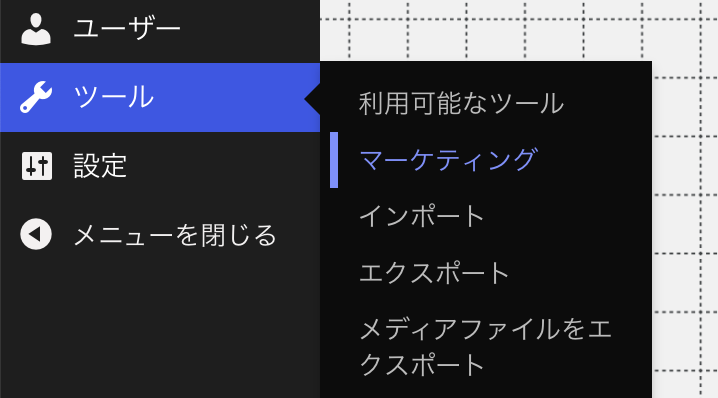 ユーザー
ツール
設定
メニューを閉じる
利用可能なツール
マーケティング
インポート
エクスポート
メディアファイルをエ
クスポート